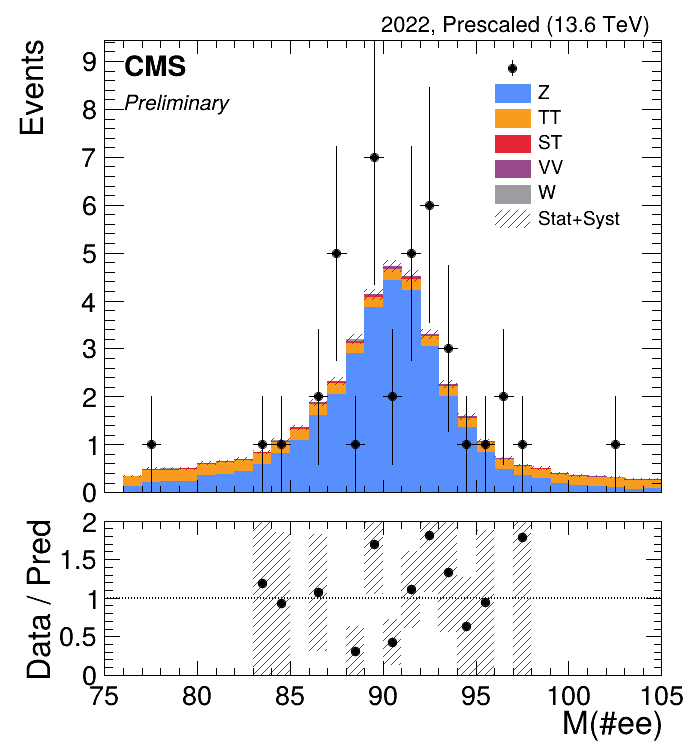 2022, Prescaled (13.6 TeV)
CMS
Preliminary
Events
9
8
7
6
5
4
3
2
1
0
Z
TT
ST
VV
W
Stat+Syst
Data / Pred
2
1.5
1
0.5
0
75 80 85 90 95 100 105
M(#ee)